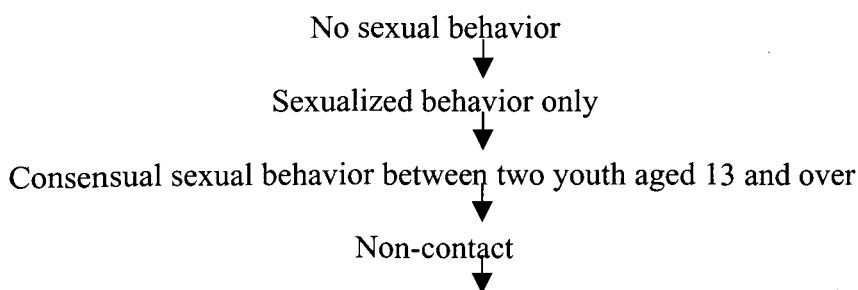 No sexual behavior
Sexualized behavior only
Consensual sexual behavior between two youth aged 13 and over
Non-contact